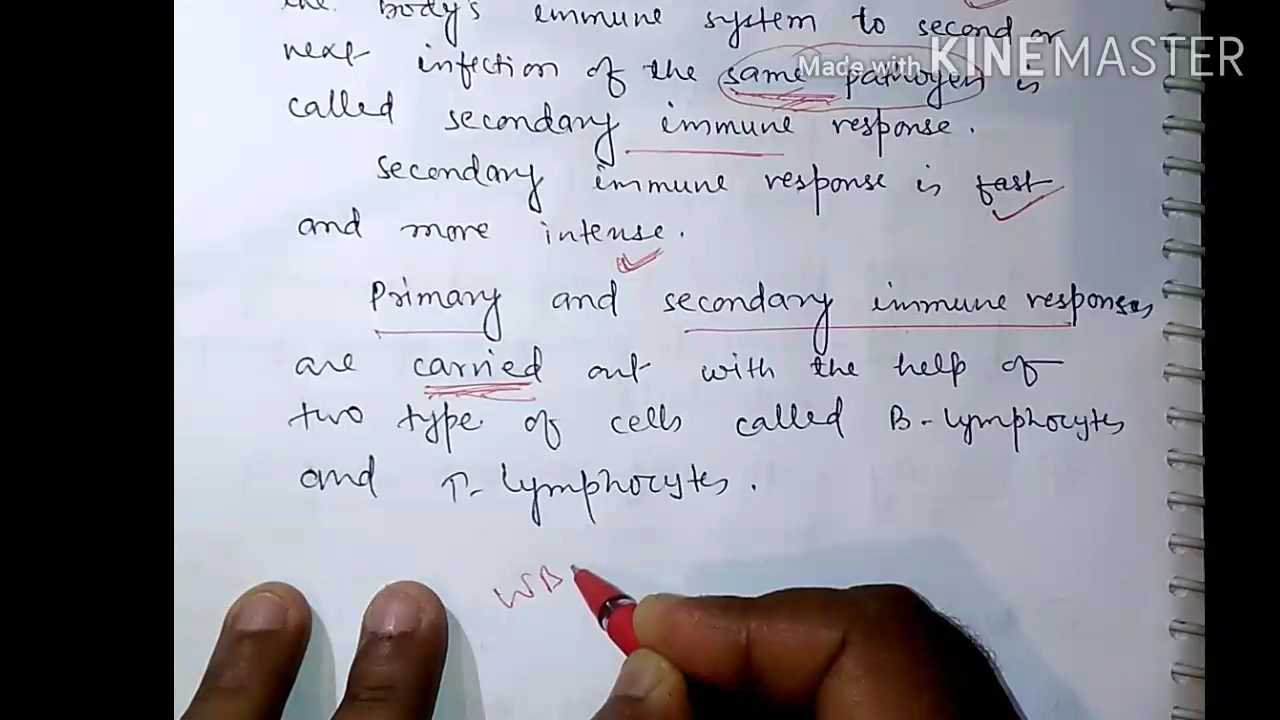 the body's immune system to second or
next infection of the same pathogen is
Made with KINEMASTER
called secondary immune response.
secondary immune response is fast
and more intense.
Primary and secondary immune responses
are carried out with the help of
two type of cells called B-lymphocytes
and T-lymphocytes.
WB